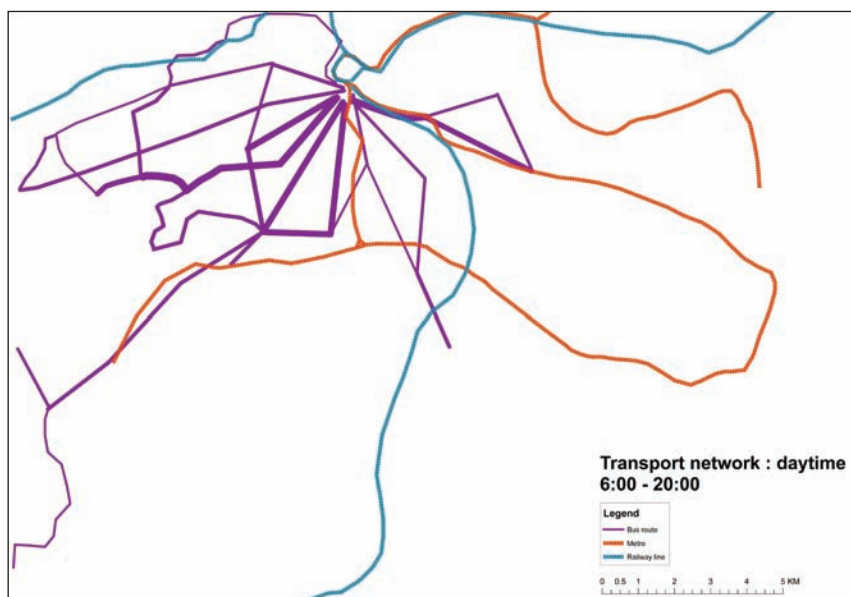 Transport network : daytime
6:00 - 20:00
Legend
Bus route
Metro
Railway line
0 0.5 1 2 3 4 5 KM